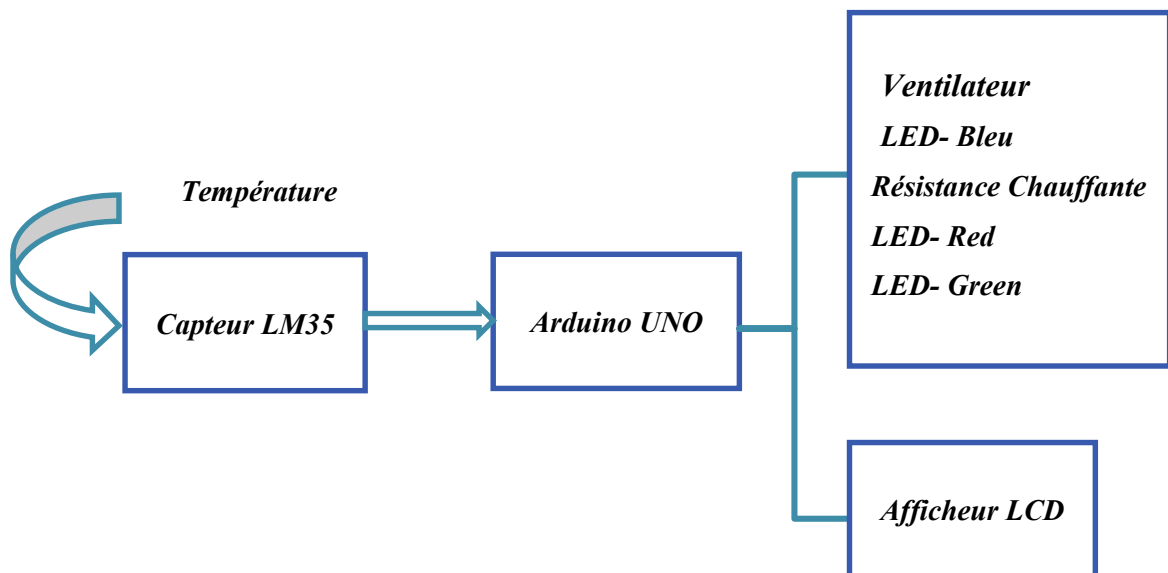 Température
Capteur LM35
Arduino UNO
Ventilateur
LED- Bleu
Résistance Chauffante
LED- Red
LED- Green
Afficheur LCD